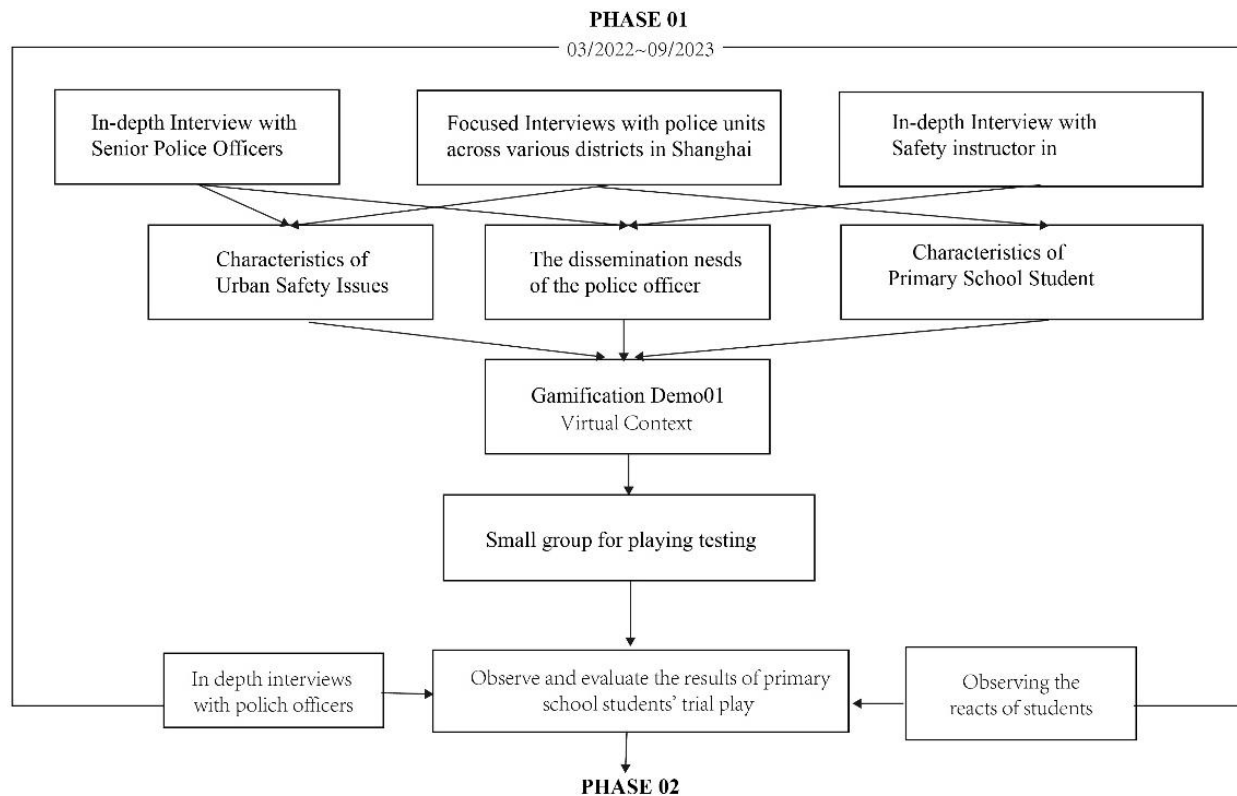 PHASE 01
03/2022~09/2023
In-depth Interview with
Senior Police Officers
Focused Interviews with police units
across various districts in Shanghai
In-depth Interview with
Safety instructor in
Characteristics of
Urban Safety Issues
The dissemination nesds
of the police officer
Characteristics of
Primary School Student
Gamification Demo01
Virtual Context
Small group for playing testing
In depth interviews
with polich officers
Observe and evaluate the results of primary
school students’ trial play
Observing the
reacts of students
PHASE 02